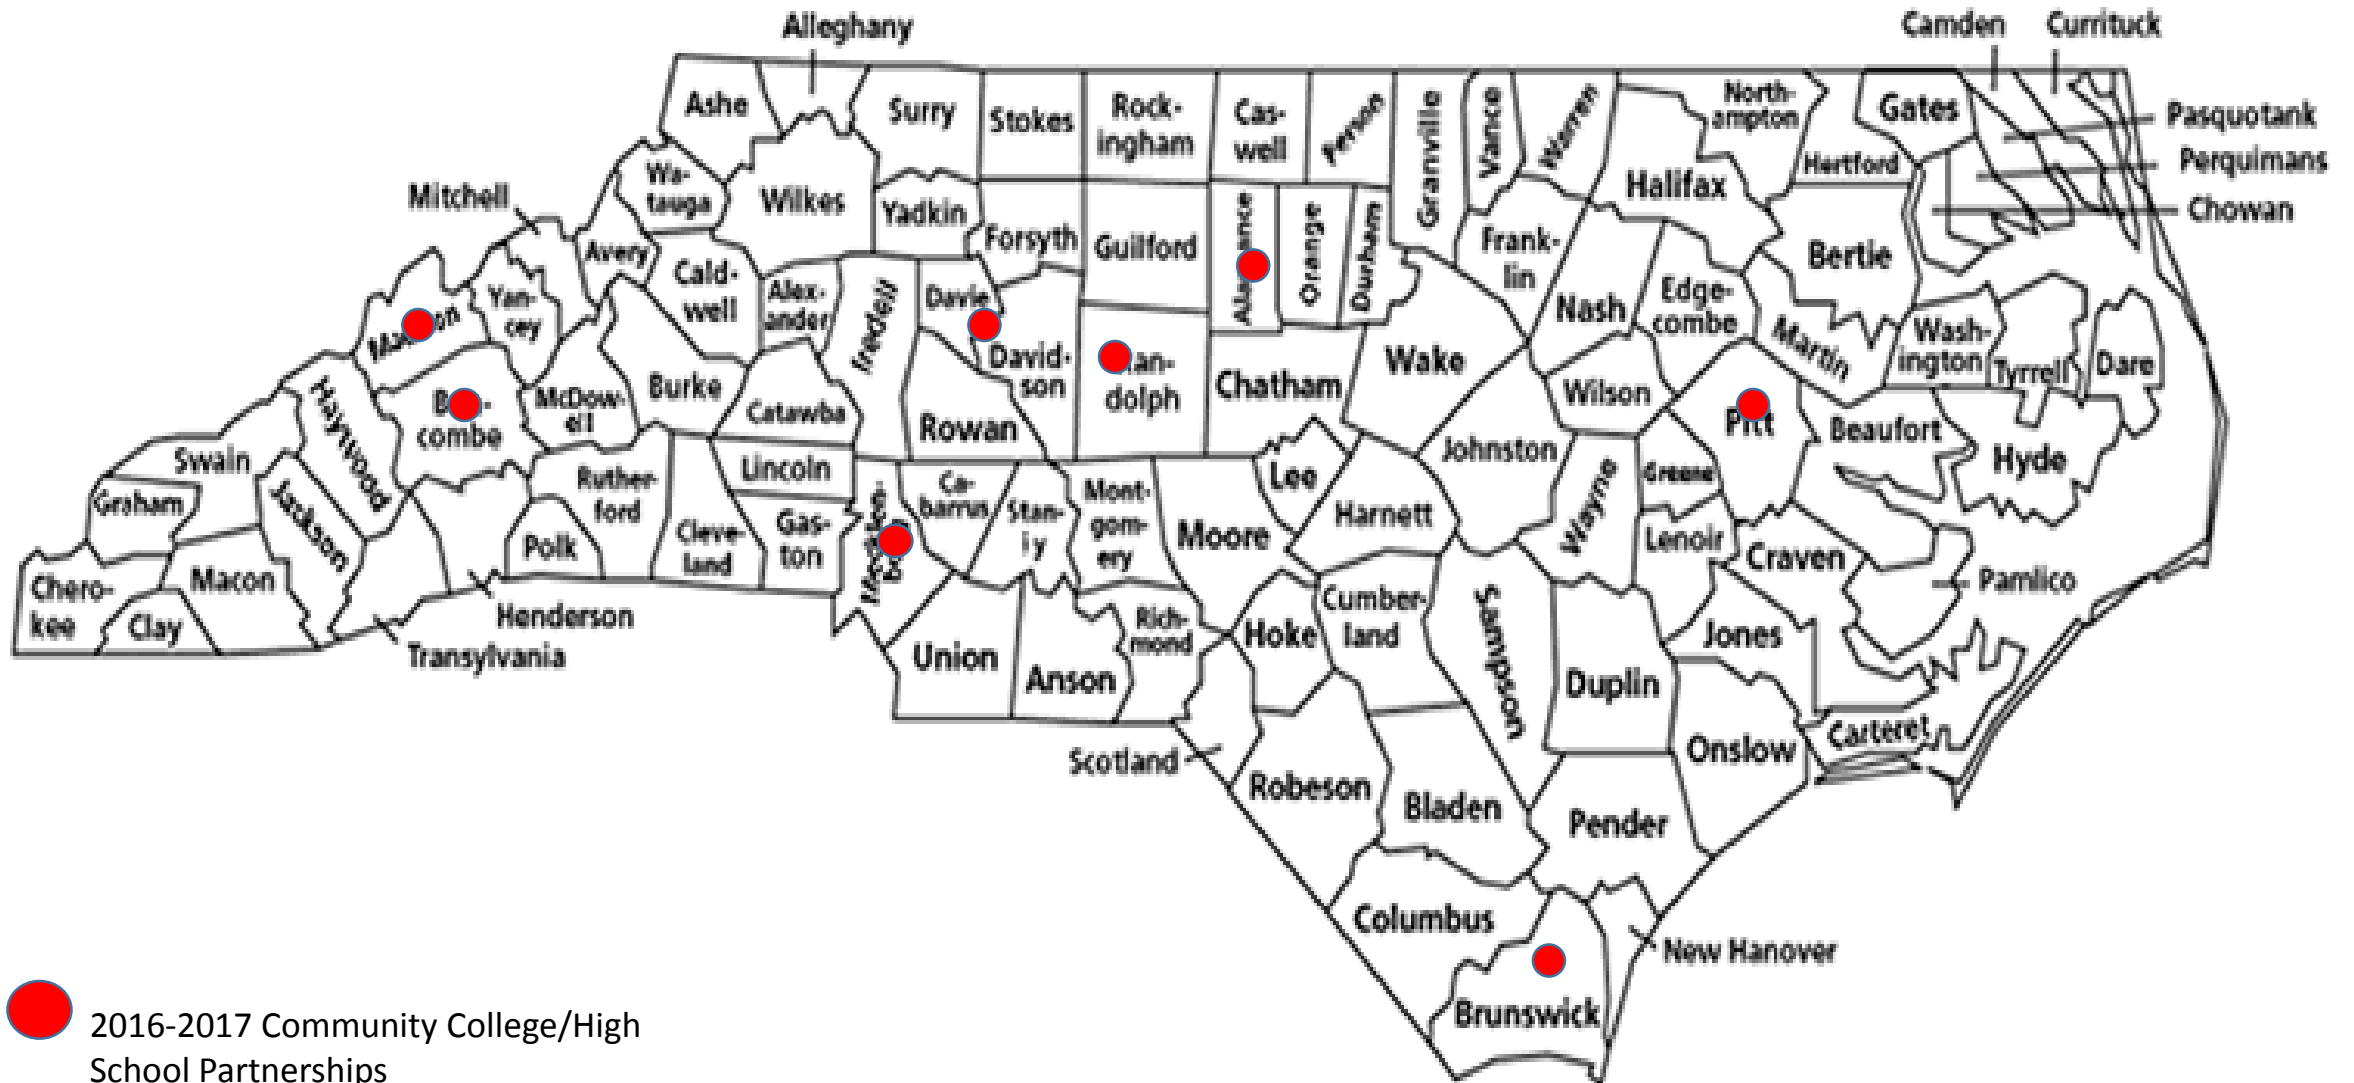 Alleghany
Camden
Currituck
Ashe
Surry
Stokes
Rock-
ingham
Cas-
well
Person
Granville
Vance
Warren
North-
ampton
Gates
Pasquotank
Perquimans
Chowan
Hertford
Halifax
Mitchell
Wa-
tauga
Wilkes
Yadkin
Forsyth
Guilford
Orange
Durham
Frank-
lin
Bertie
Avery
Cald-
well
Alex-
ander
Iredell
Davie
Nash
Edge-
combe
Martin
Wash-
ington
Tyrrell
Dare
Yan-
cey
Haywood
combe
McDow-
ell
Burke
Catawba
Rowan
David-
son
dolph
Chatham
Wake
Wilson
Pitt
Beaufort
Hyde
Swain
Graham
Jackson
Ruther-
ford
Polk
Cleve-
land
Lincoln
Gas-
ton
Ca-
barrus
Stan-
ly
Mont-
gom-
ery
Moore
Lee
Harnett
Johnston
Wayne
Greene
Lenoir
Craven
Pamlico
Chero-
kee
Clay
Macon
Henderson
Transylvania
Union
Anson
Rich-
mond
Hoke
Cumber-
land
Sampson
Duplin
Jones
Onslow
Carteret
Scotland
Robeson
Bladen
Pender
Columbus
New Hanover
Brunswick
2016-2017 Community College/High
School Partnerships